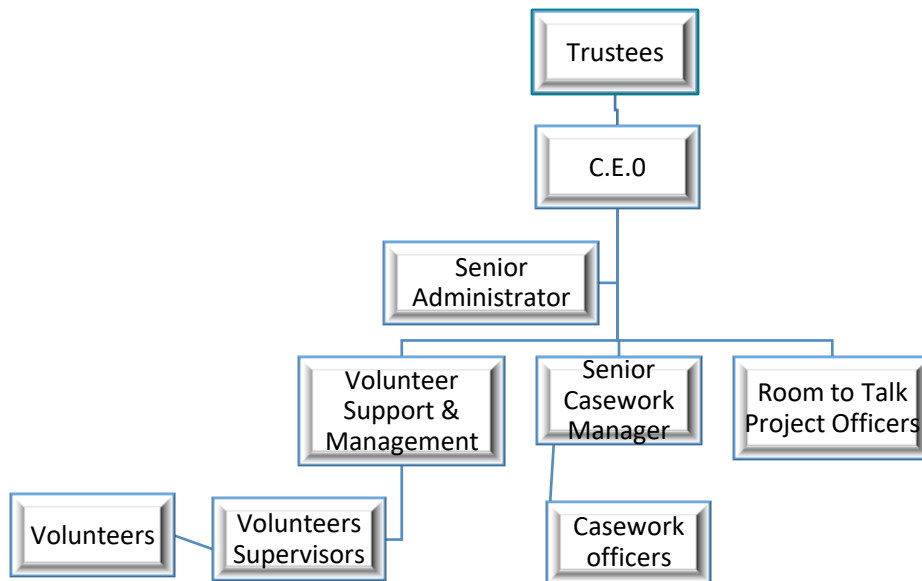 Trustees
C.E.0
Senior
Administrator
Volunteer
Support &
Management
Senior
Casework
Manager
Room to Talk
Project Officers
Volunteers
Volunteers
Supervisors
Casework
officers